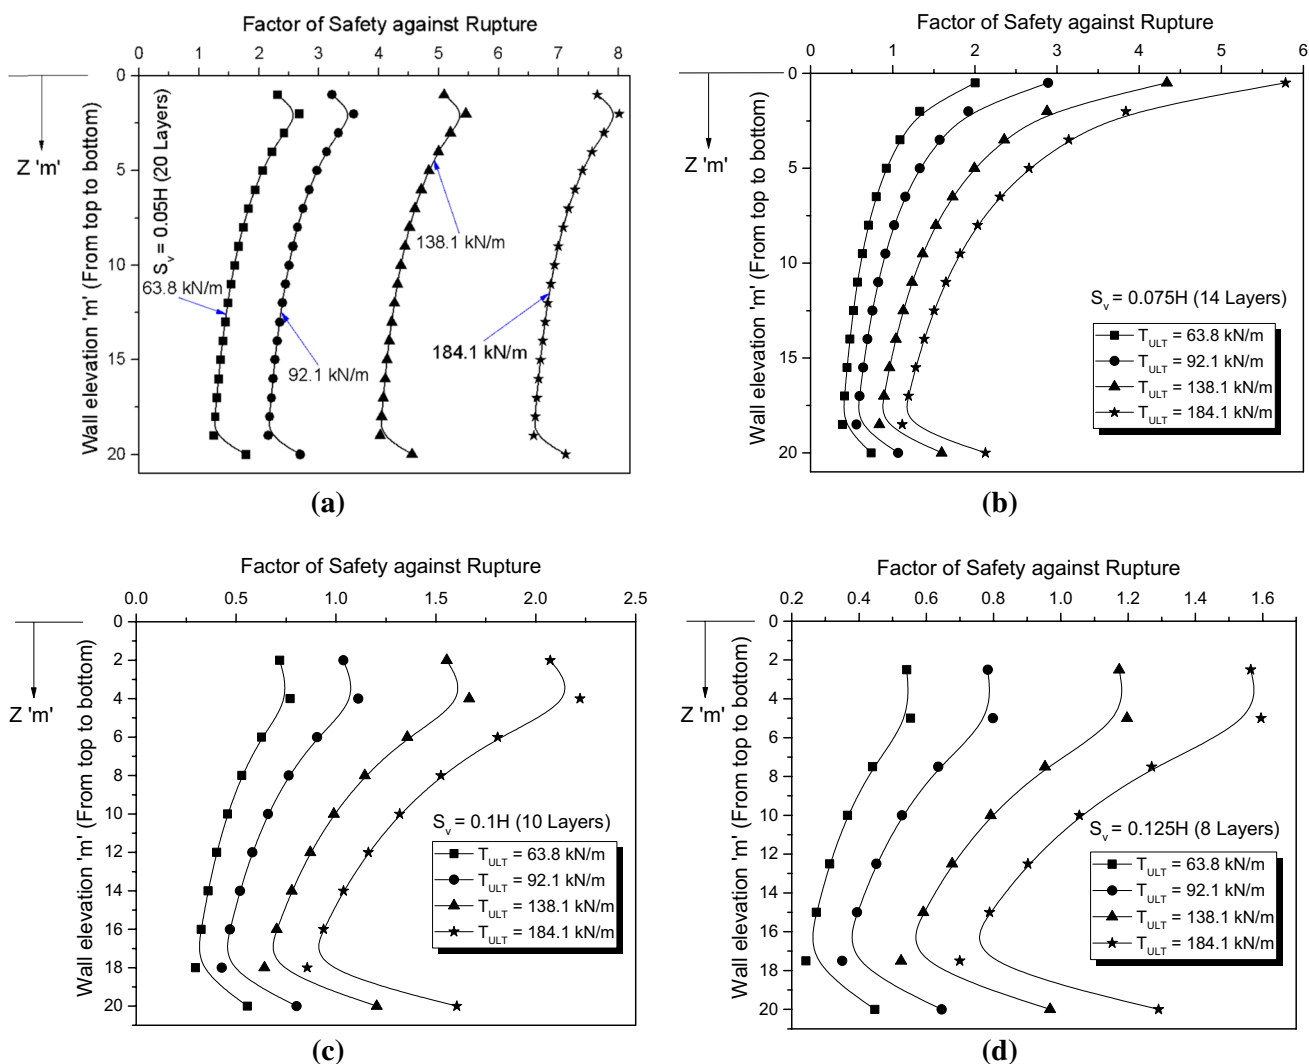 Factor of Safety against Rupture
0 1 2 3 4 5 6 7 8
0
5
10
15
20
Z 'm'
Wall elevation 'm' (From top to bottom)
Sv = 0.05H (20 Layers)
63.8 kN/m
92.1 kN/m
138.1 kN/m
184.1 kN/m
(a)
Factor of Safety against Rupture
0 1 2 3 4 5 6
0
5
10
15
20
Z 'm'
Wall elevation 'm' (From top to bottom)
Sv = 0.075H (14 Layers)
TULT = 63.8 kN/m
TULT = 92.1 kN/m
TULT = 138.1 kN/m
TULT = 184.1 kN/m
(b)
Factor of Safety against Rupture
0.0 0.5 1.0 1.5 2.0 2.5
0
2
4
6
8
10
12
14
16
18
20
Z 'm'
Wall elevation 'm' (From top to bottom)
Sv = 0.1H (10 Layers)
TULT = 63.8 kN/m
TULT = 92.1 kN/m
TULT = 138.1 kN/m
TULT = 184.1 kN/m
(c)
Factor of Safety against Rupture
0.2 0.4 0.6 0.8 1.0 1.2 1.4 1.6
0
2
4
6
8
10
12
14
16
18
20
Z 'm'
Wall elevation 'm' (From top to bottom)
Sv = 0.125H (8 Layers)
TULT = 63.8 kN/m
TULT = 92.1 kN/m
TULT = 138.1 kN/m
TULT = 184.1 kN/m
(d)